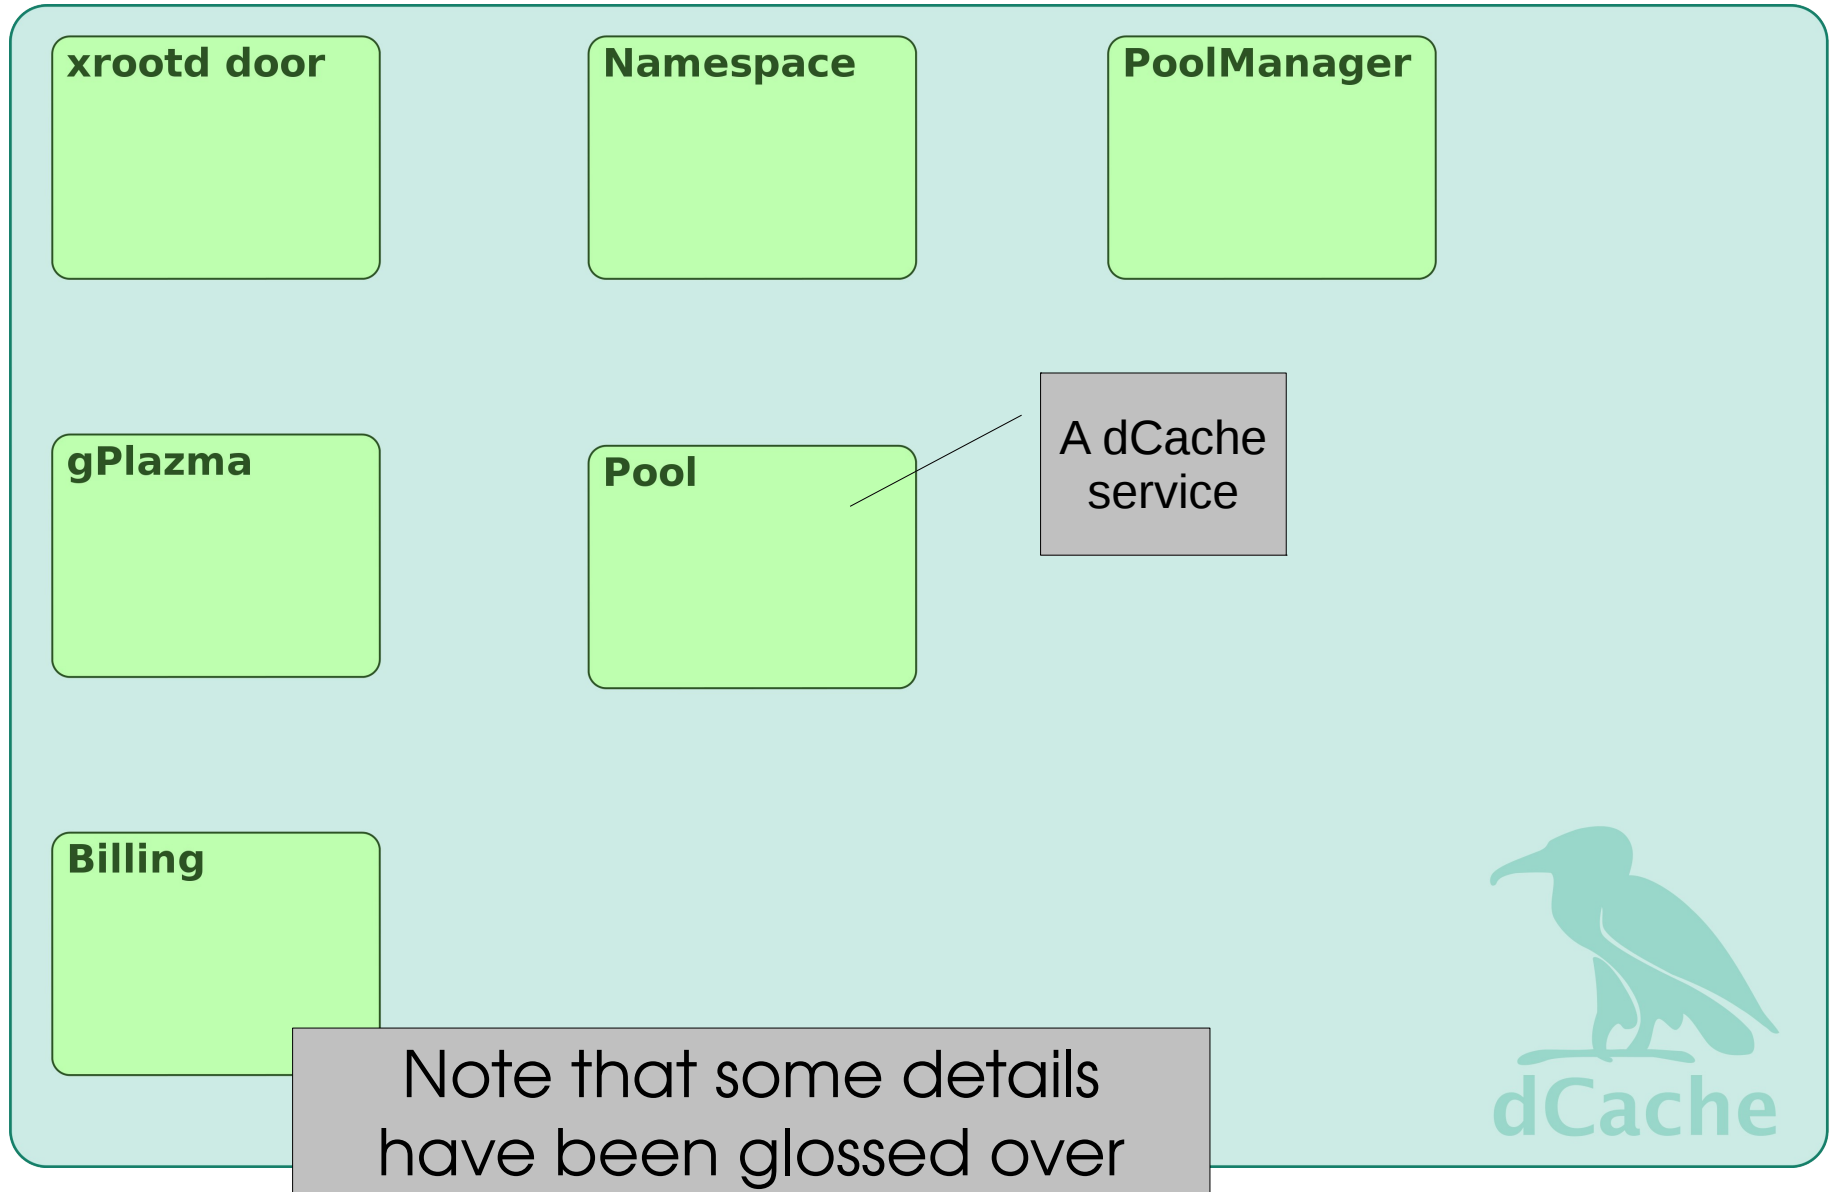 xrootd door
Namespace
PoolManager
gPlazma
Pool
A dCache
service
Billing
Note that some details
have been glossed over
dCache